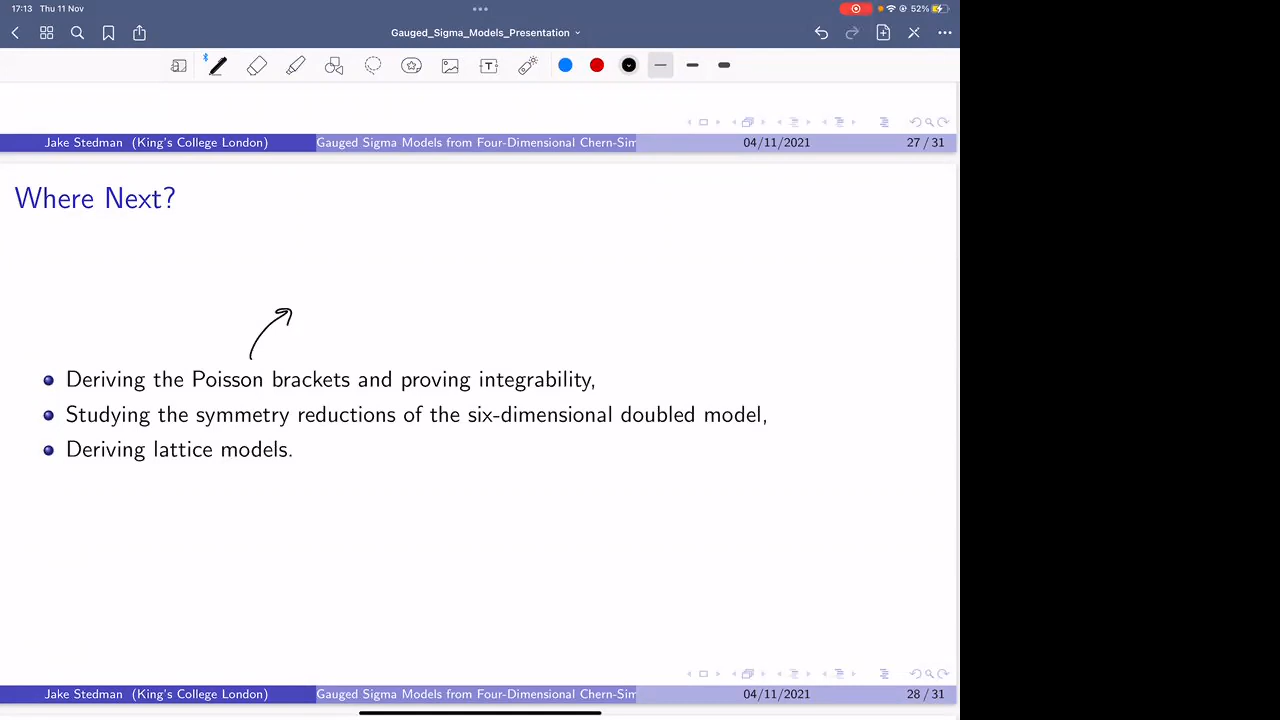 17:13 Thu 11 Nov
52%
Gauged_Sigma_Models_Presentation
T
Jake Stedman (King's College London) Gauged Sigma Models from Four-Dimensional Chern-Sim 04/11/2021 27 / 31
Where Next?
Deriving the Poisson brackets and proving integrability,
Studying the symmetry reductions of the six-dimensional doubled model,
Deriving lattice models.
Jake Stedman (King's College London) Gauged Sigma Models from Four-Dimensional Chern-Sim 04/11/2021 28 / 31